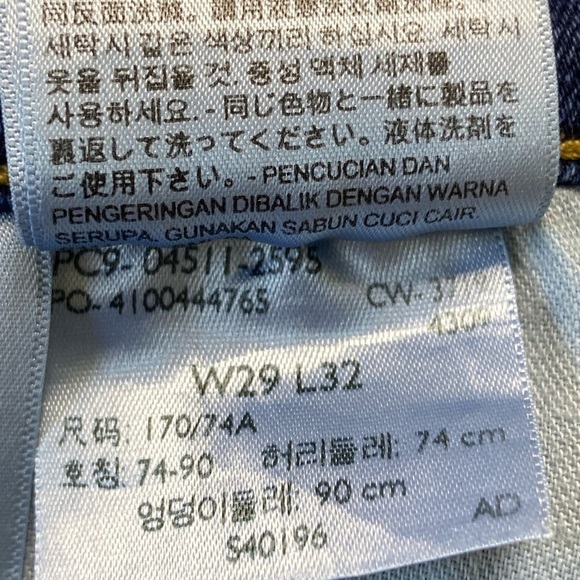 同反面洗滌。
세탁 시 같은 색상끼리 하 십시오. 세탁 시
옷을 뒤집을 것. 중성 액체 세제를
사용하세요. - 同じ色物と一緒に製品を
裏返して洗ってください。液体洗剤を
ご使用下さい。- PENCUCIAN DAN
PENGERINGAN DIBALIK DENGAN WARNA
SERUPA. GUNAKAN SABUN CUCI CAIR.
PC9- 04511-2595
PO- 4100444765 CW-
W29 L32
尺码: 170/74A
호칭: 74-90 허리둘레: 74 cm
엉덩이둘레: 90 cm
AD
S40196